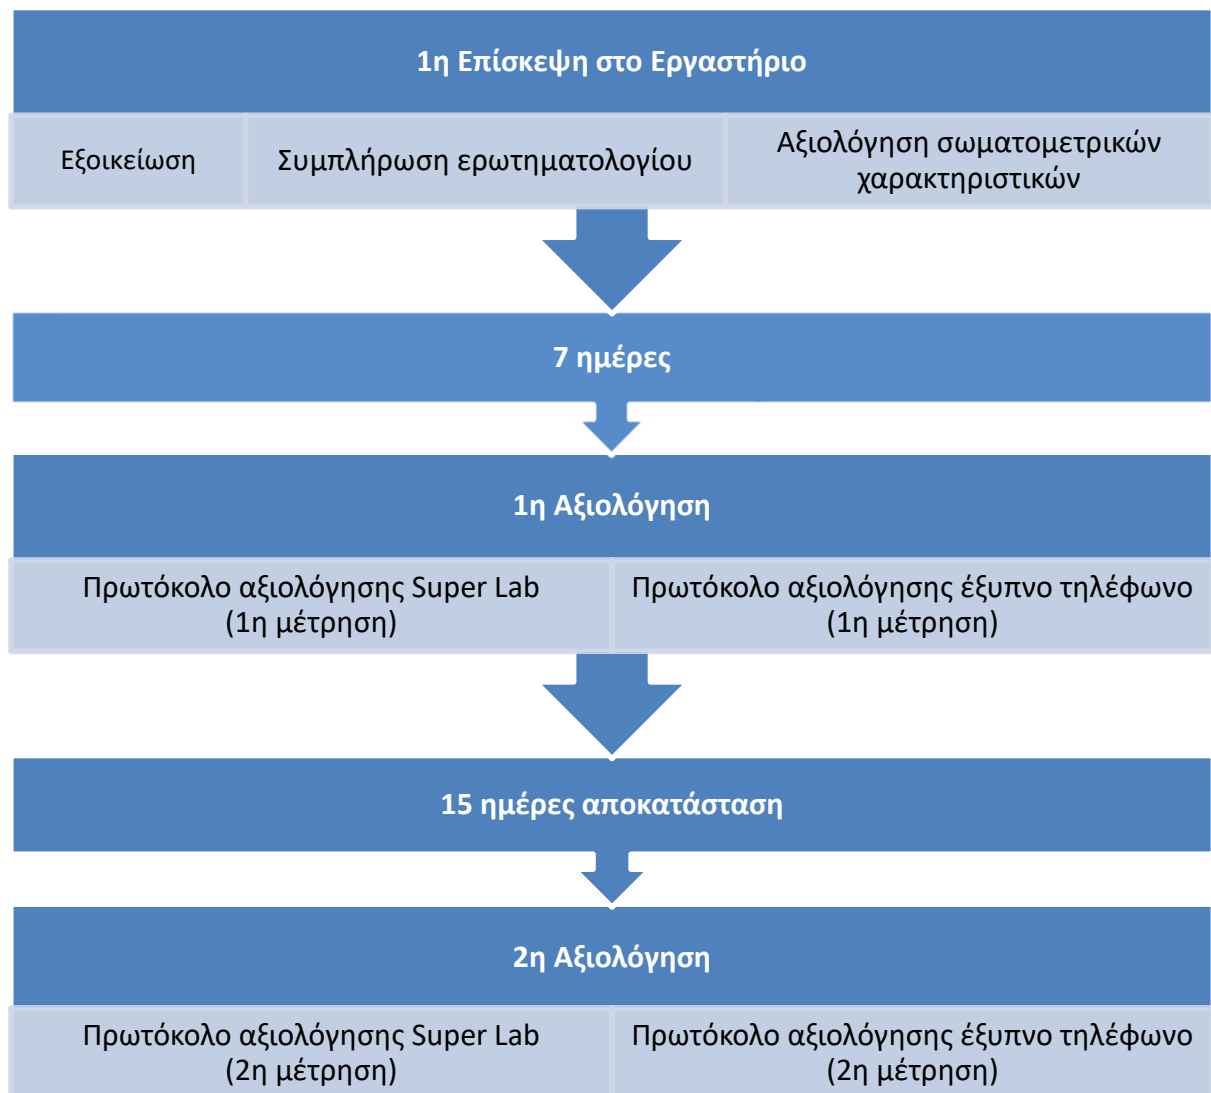 1η Επίσκεψη στο Εργαστήριο
Εξοικείωση
Συμπλήρωση ερωτηματολογίου
Αξιολόγηση σωματομετρικών
χαρακτηριστικών
7 ημέρες
1η Αξιολόγηση
Πρωτόκολο αξιολόγησης Super Lab
(1η μέτρηση)
Πρωτόκολο αξιολόγησης έξυπνο τηλέφωνο
(1η μέτρηση)
15 ημέρες αποκατάσταση
2η Αξιολόγηση
Πρωτόκολο αξιολόγησης Super Lab
(2η μέτρηση)
Πρωτόκολο αξιολόγησης έξυπνο τηλέφωνο
(2η μέτρηση)